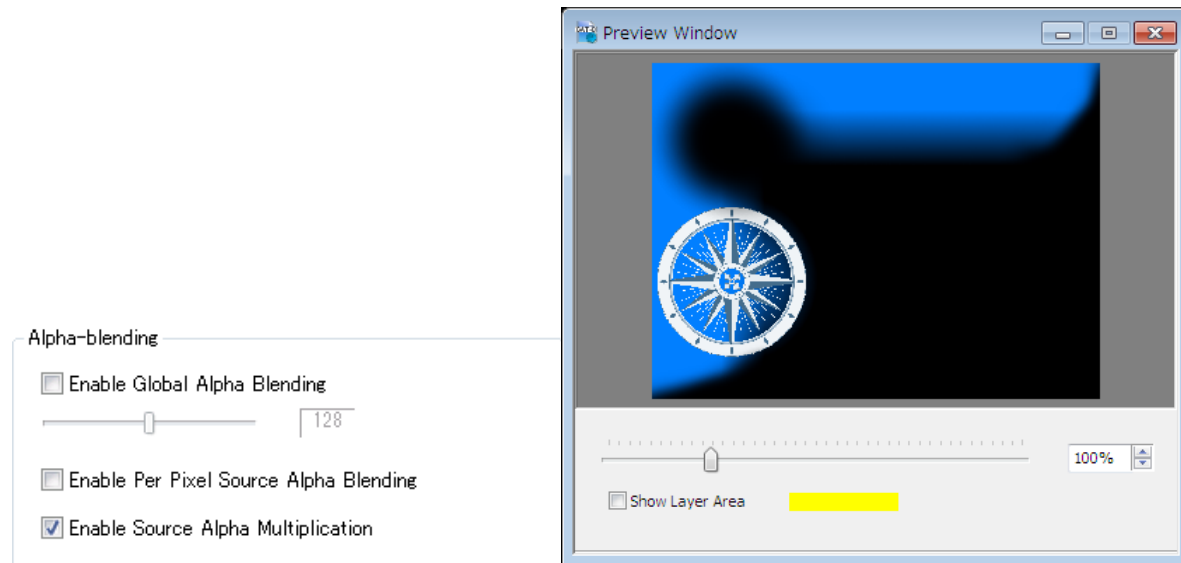 Preview Window
Alpha-blending
Enable Global Alpha Blending
128
Enable Per Pixel Source Alpha Blending
Enable Source Alpha Multiplication
100%
Show Layer Area